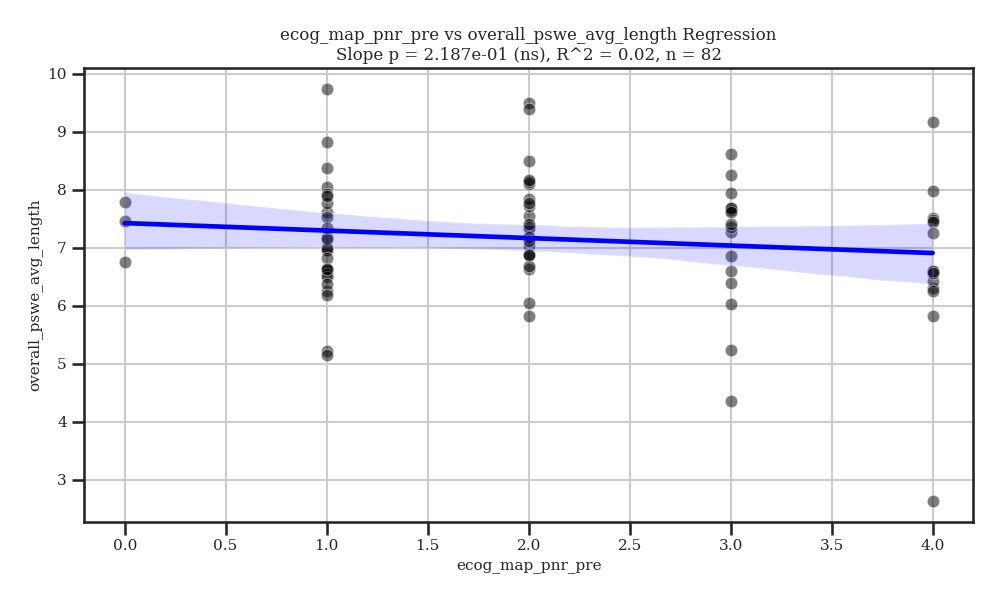 ecog_map_pnr_pre vs overall_pswe_avg_length Regression
Slope p = 2.187e-01 (ns), R^2 = 0.02, n = 82
10
9
8
7
6
5
4
3
overall_pswe_avg_length
0.0 0.5 1.0 1.5 2.0 2.5 3.0 3.5 4.0
ecog_map_pnr_pre